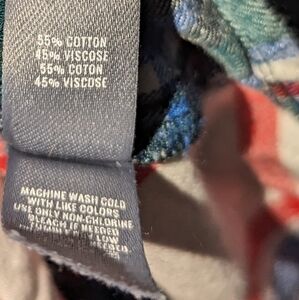 55% COTTON
45% VISCOSE
55% COTON
45% VISCOSE
MACHINE WASH COLD
WITH LIKE COLORS
USE ONLY NON-CHLORINE
BLEACH IF NEEDED
LOW